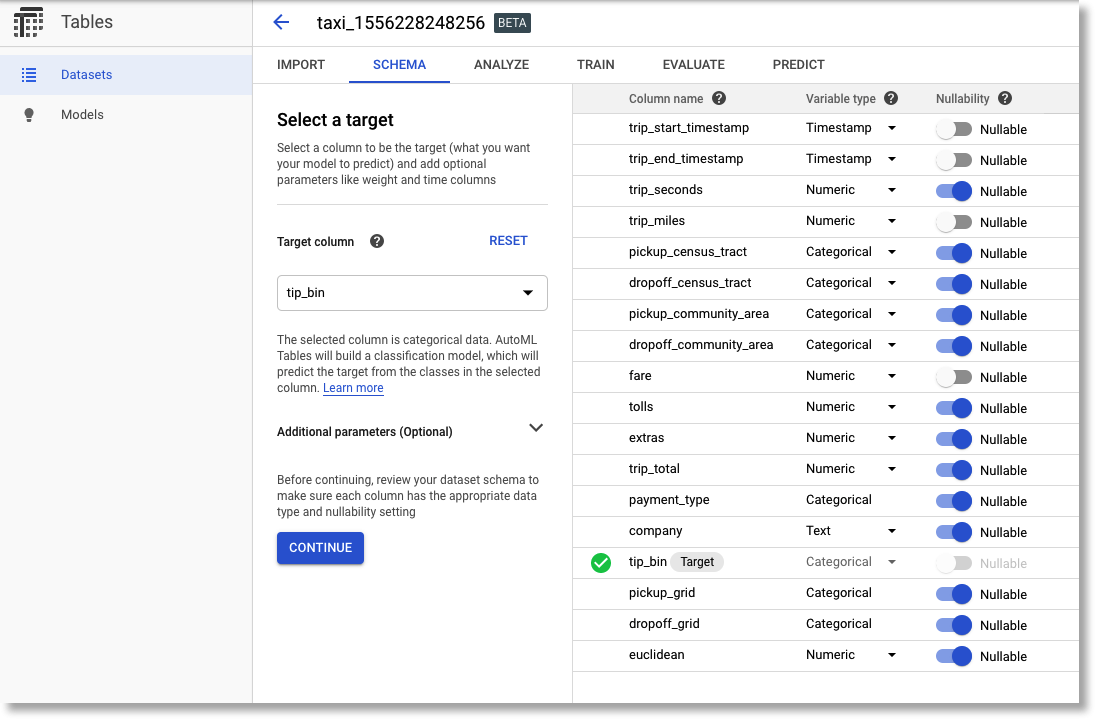 Tables
taxi_1556228248256 BETA
Datasets
Models
IMPORT SCHEMA ANALYZE TRAIN EVALUATE PREDICT
Select a target
Select a column to be the target (what you want
your model to predict) and add optional
parameters like weight and time columns
Target column ? RESET
tip_bin
The selected column is categorical data. AutoML
Tables will build a classification model, which will
predict the target from the classes in the selected
column. Learn more
Additional parameters (Optional)
Before continuing, review your dataset schema to
make sure each column has the appropriate data
type and nullability setting
CONTINUE
Column name ? Variable type ? Nullability ?
trip_start_timestamp Timestamp Nullable
trip_end_timestamp Timestamp Nullable
trip_seconds Numeric Nullable
trip_miles Numeric Nullable
pickup_census_tract Categorical Nullable
dropoff_census_tract Categorical Nullable
pickup_community_area Categorical Nullable
dropoff_community_area Categorical Nullable
fare Numeric Nullable
tolls Numeric Nullable
extras Numeric Nullable
trip_total Numeric Nullable
payment_type Categorical Nullable
company Text Nullable
tip_bin Target Categorical Nullable
pickup_grid Categorical Nullable
dropoff_grid Categorical Nullable
euclidean Numeric Nullable